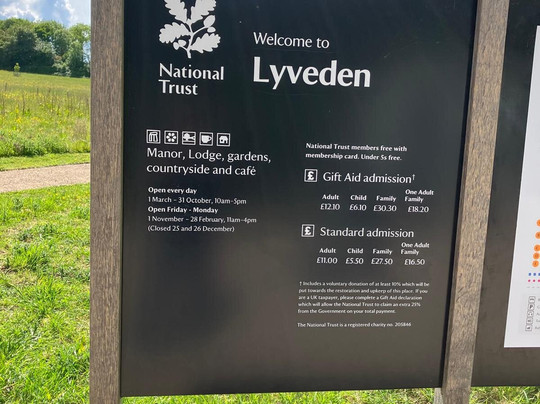 National
Trust
Welcome to
Lyveden
Manor, Lodge, gardens,
countryside and café
Open every day
1 March – 31 October, 10am–5pm
Open Friday - Monday
1 November – 28 February, 11am–4pm
(Closed 25 and 26 December)
National Trust members free with
membership card. Under 5s free.
£ Gift Aid admission†
Adult Child Family One Adult Family
£12.10 £6.10 £30.30 £18.20
£ Standard admission
Adult Child Family One Adult Family
£11.00 £5.50 £27.50 £16.50
† Includes a voluntary donation of at least 10% which will be
put towards the restoration and upkeep of this place. If you
are a UK taxpayer, please complete a Gift Aid declaration
which will allow the National Trust to claim an extra 25%
from the Government on your total payment.
The National Trust is a registered charity no. 205846